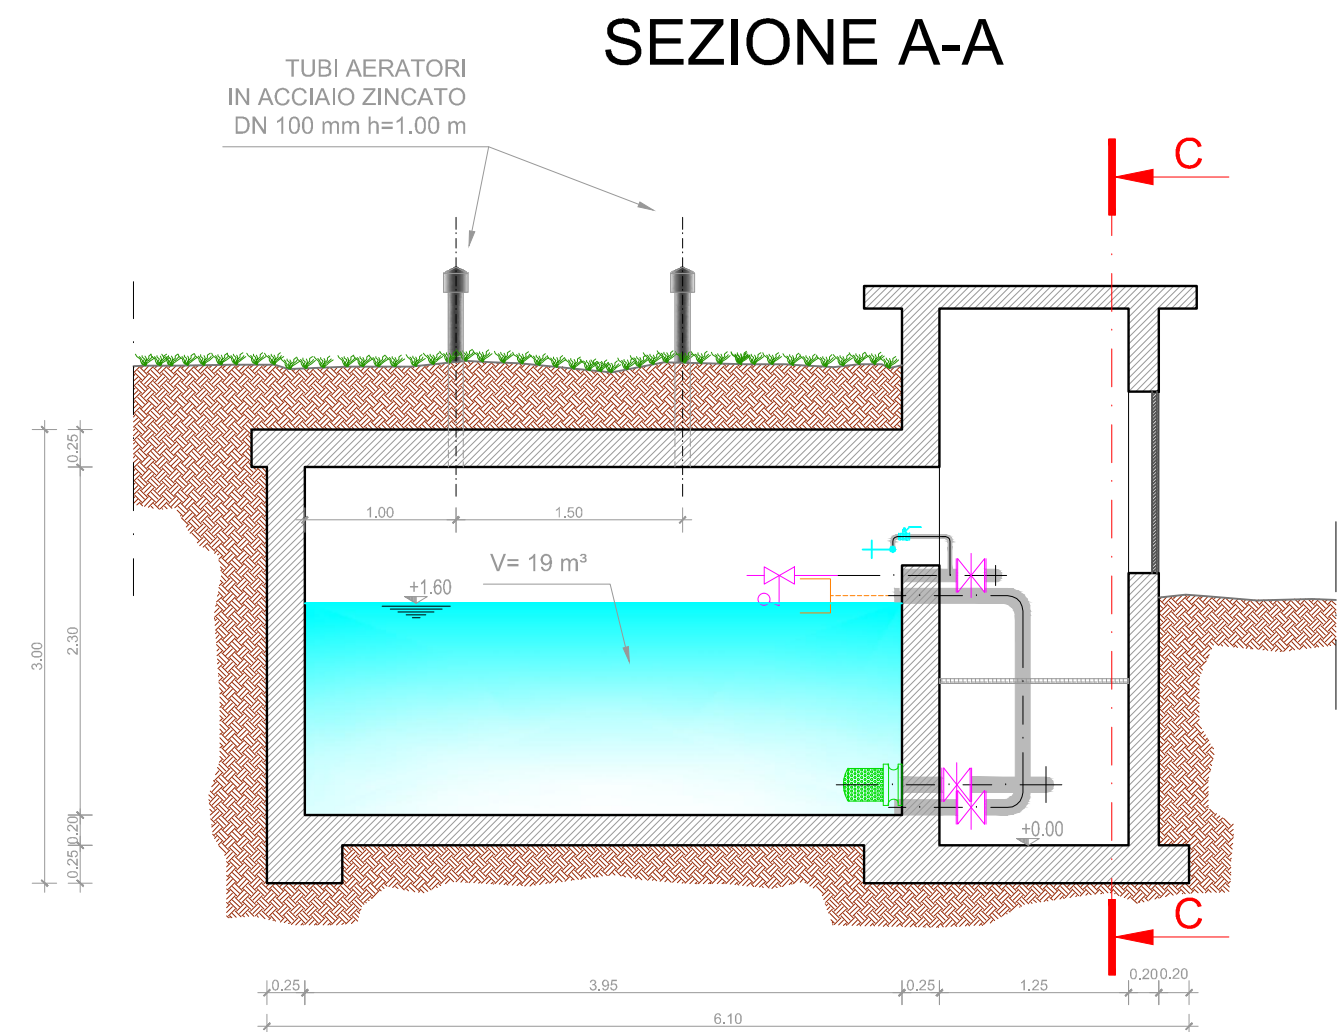 SEZIONE A-A
TUBI AERATORI
IN ACCIAIO ZINCATO
DN 100 mm h=1.00 m
C
0.25
1.00
1.50
V= 19 m³
+1.60
2.30
3.00
+0.00
0.20
0.25
C
0.25
3.95
0.25
1.25
0.20
0.20
6.10